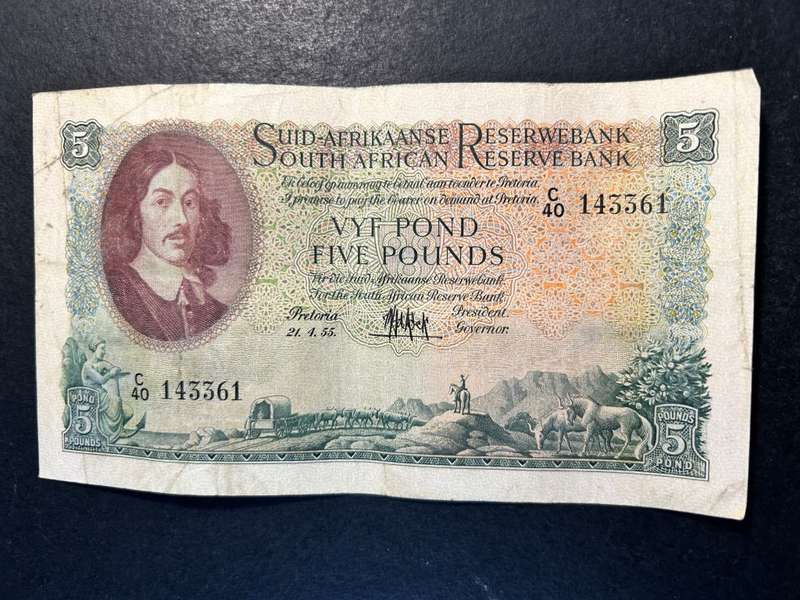 5
5
SUID-AFRIKAANSE RESERWEBANK
SOUTH AFRICAN RESERVE BANK
Ek beloof op aanvraag te betaal aan toonder te Pretoria.
I promise to pay the bearer on demand at Pretoria.
C/40 143361
VYF POND
FIVE POUNDS
Vir die Suid-Afrikaanse Reserwebank
For the South African Reserve Bank
Pretoria
President.
21.4.55.
Governor.
C/40 143361
POND
5
POUNDS
POUNDS
5
POND